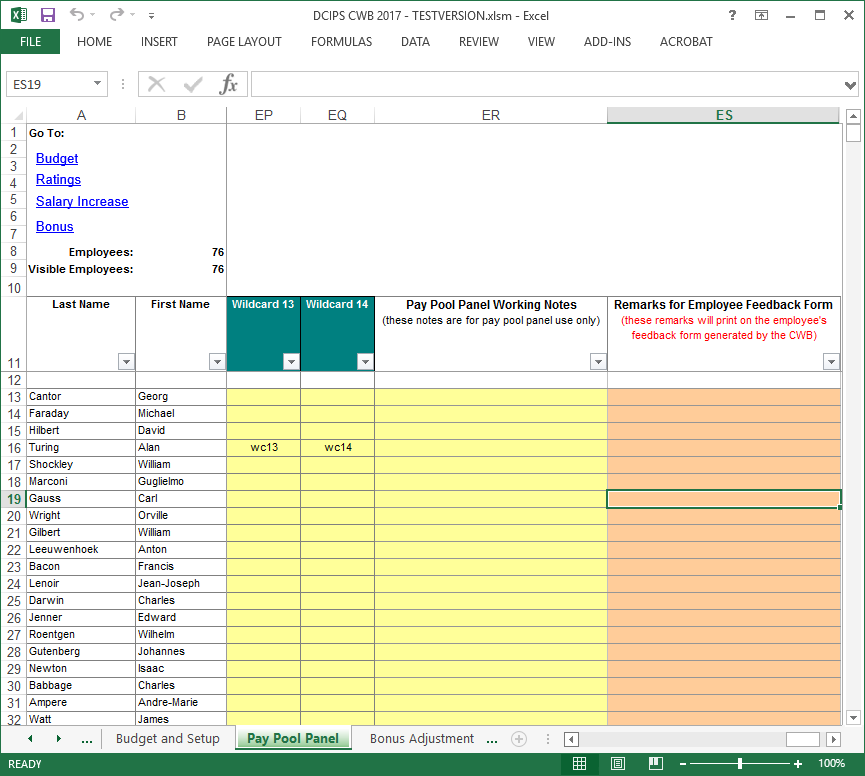 DCIPS CWB 2017 - TESTVERSION.xlsm - Excel
?
FILE HOME INSERT PAGE LAYOUT FORMULAS DATA REVIEW VIEW ADD-INS ACROBAT
ES19 fx
A B EP EQ ER ES
1 Go To:
2 Budget
3
4 Ratings
5 Salary Increase
6
7 Bonus
8 Employees: 76
9 Visible Employees: 76
10
Last Name First Name Wildcard 13 Wildcard 14 Pay Pool Panel Working Notes Remarks for Employee Feedback Form
(these notes are for pay pool panel use only) (these remarks will print on the employee's
feedback form generated by the CWB)
11
12
13 Cantor Georg
14 Faraday Michael
15 Hilbert David
16 Turing Alan wc13 wc14
17 Shockley William
18 Marconi Guglielmo
19 Gauss Carl
20 Wright Orville
21 Gilbert William
22 Leeuwenhoek Anton
23 Bacon Francis
24 Lenoir Jean-Joseph
25 Darwin Charles
26 Jenner Edward
27 Roentgen Wilhelm
28 Gutenberg Johannes
29 Newton Isaac
30 Babbage Charles
31 Ampere Andre-Marie
32 Watt James
... Budget and Setup Pay Pool Panel Bonus Adjustment ...
READY 100%